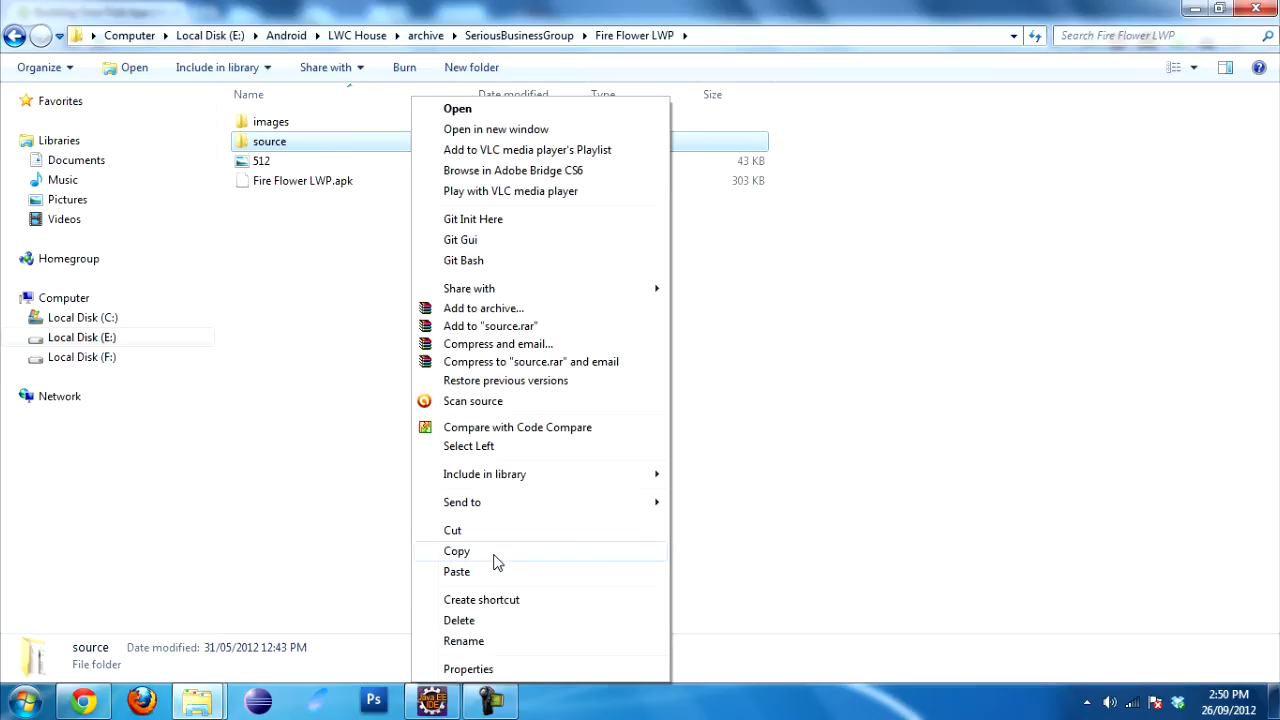 Computer Local Disk (E:) Android LWC House archive SeriousBusinessGroup Fire Flower LWP Search Fire Flower LWP
Organize Open Include in library Share with Burn New folder
Name Date modified Type Size
Favorites
Libraries
Documents
Music
Pictures
Videos
Homegroup
Computer
Local Disk (C:)
Local Disk (E:)
Local Disk (F:)
Network
images
source
512 43 KB
Fire Flower LWP.apk 303 KB
Open
Open in new window
Add to VLC media player's Playlist
Browse in Adobe Bridge CS6
Play with VLC media player
Git Init Here
Git Gui
Git Bash
Share with
Add to archive...
Add to "source.rar"
Compress and email...
Compress to "source.rar" and email
Restore previous versions
Scan source
Compare with Code Compare
Select Left
Include in library
Send to
Cut
Copy
Paste
Create shortcut
Delete
Rename
Properties
source Date modified: 31/05/2012 12:43 PM
File folder
Ps
Java EE
IDE
2:50 PM
26/09/2012